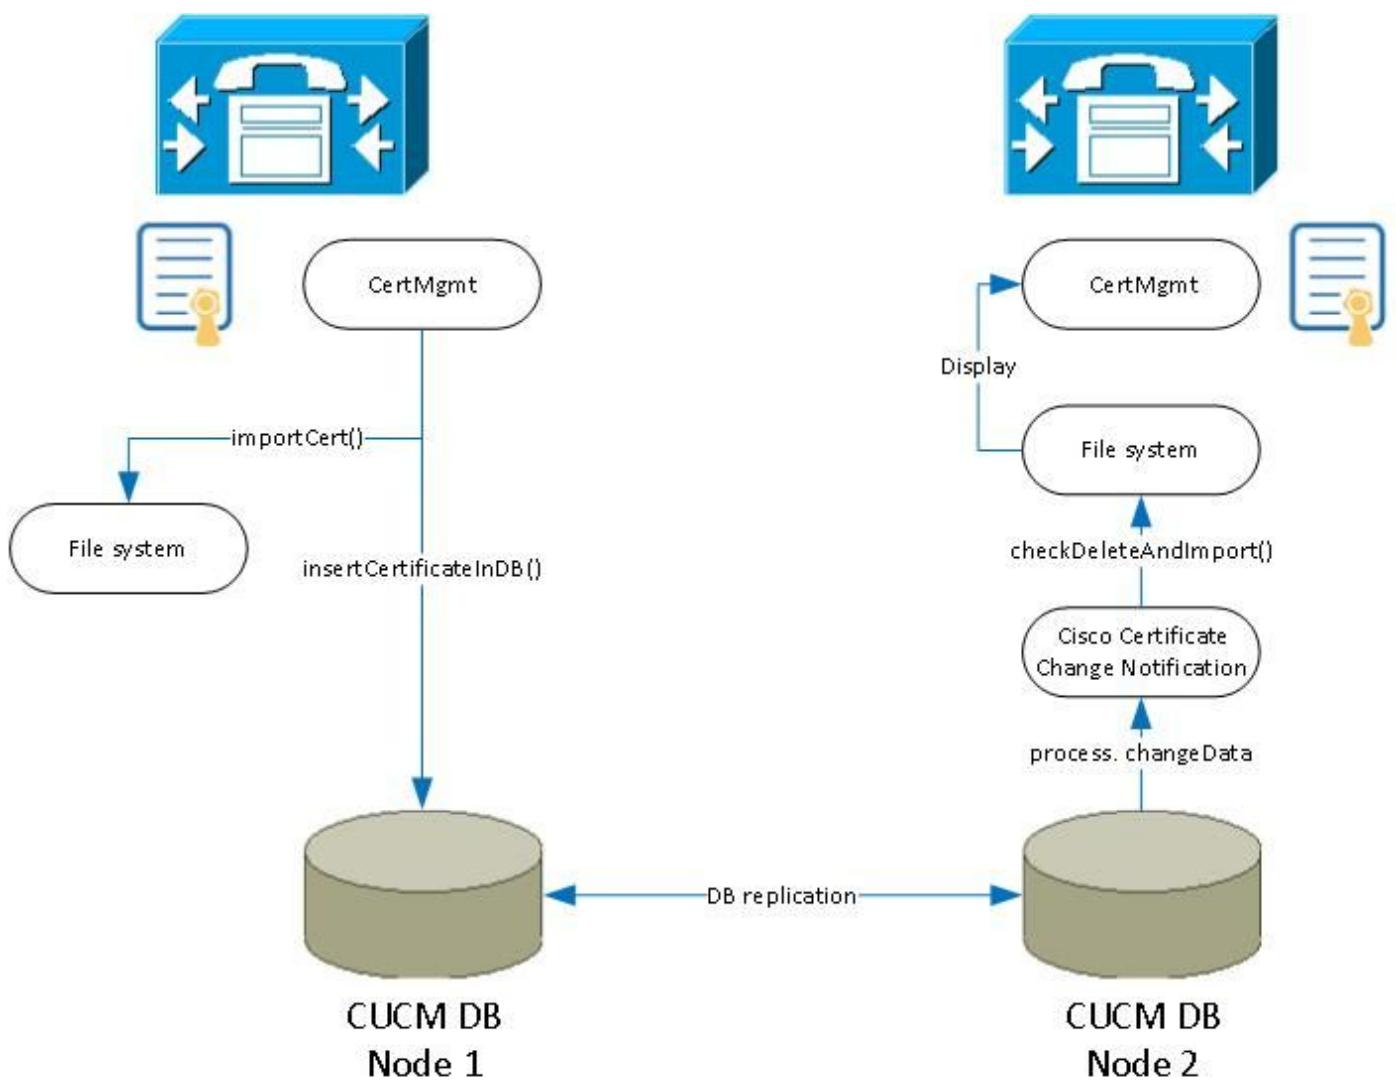 CertMgmt
importCert()
File system
insertCertificateInDB()
CUCM DB
Node 1
DB replication
CertMgmt
Display
File system
checkDeleteAndImport()
Cisco Certificate
Change Notification
process. changeData
CUCM DB
Node 2